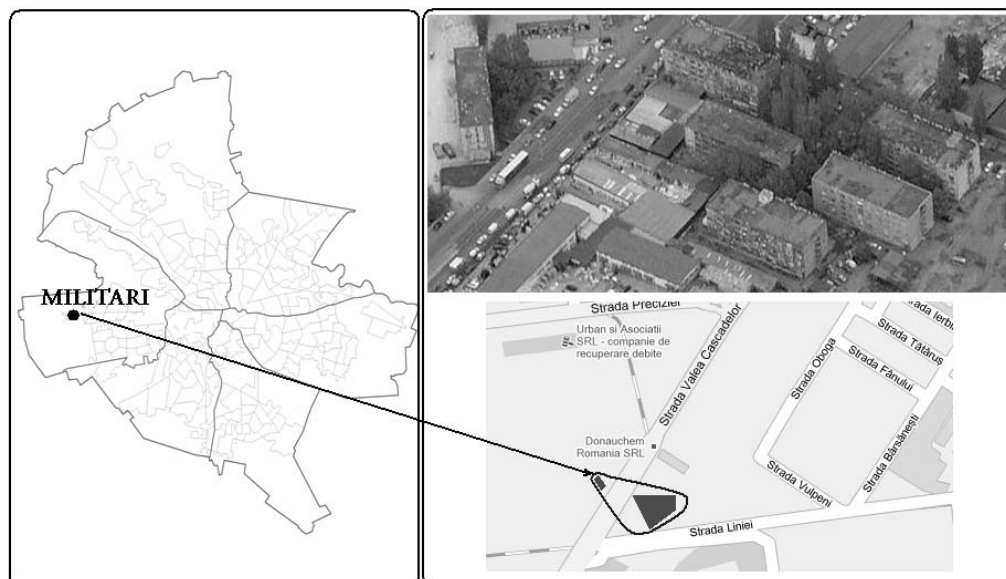 MILITARI
Strada Preciziei
Urban si Asociatii
SRL - companie de
recuperare debite
Strada Valea Cascadelor
Strada Oboga
Strada Tătăruș
Strada Fânului
Strada Bârsănești
Donauchem
Romania SRL
Strada Vulpeni
Strada Liniei